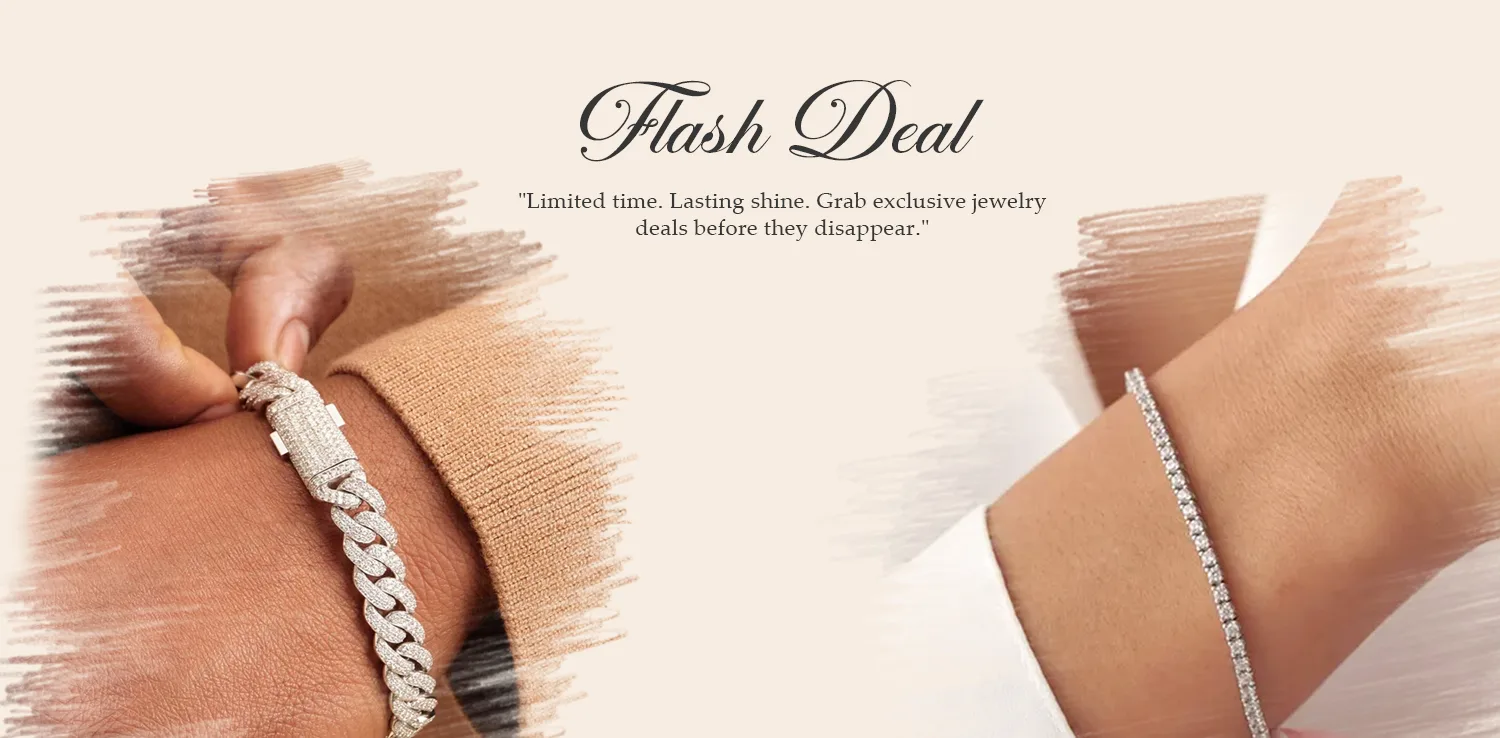 Flash Deal
"Limited time. Lasting shine. Grab exclusive jewelry
deals before they disappear."